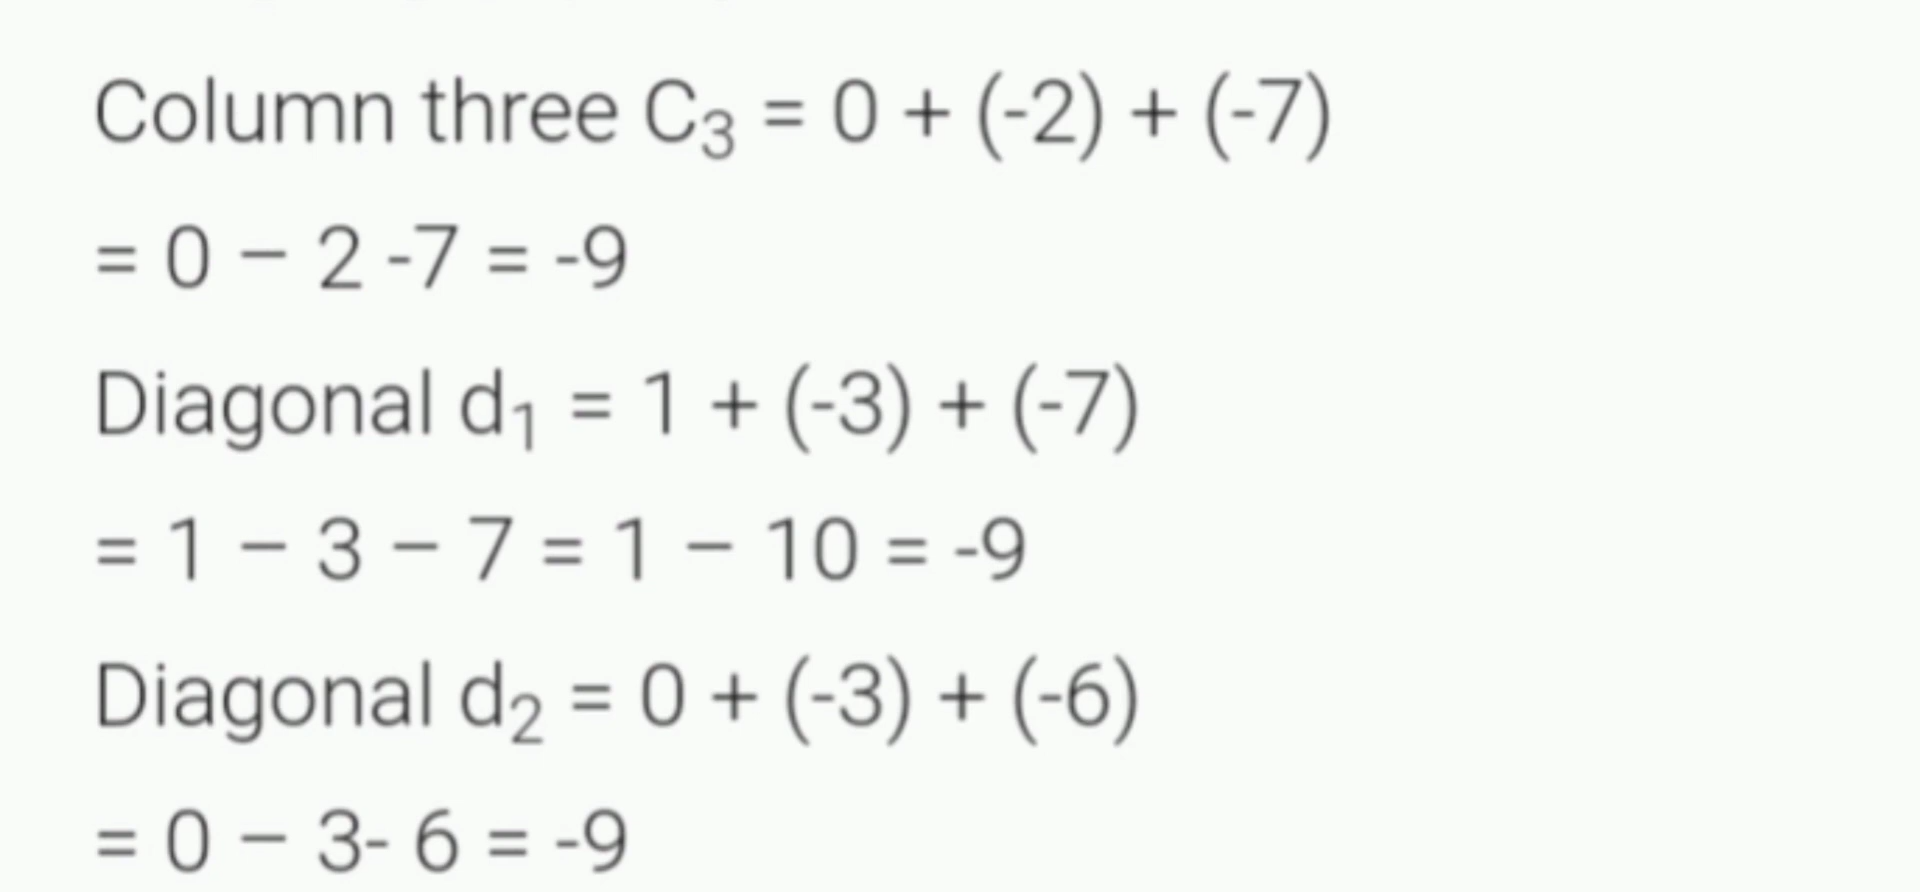 Column three C₃ = 0 + (-2) + (-7)
= 0 – 2 -7 = -9
Diagonal d₁ = 1 + (-3) + (-7)
= 1 – 3 – 7 = 1 – 10 = -9
Diagonal d₂ = 0 + (-3) + (-6)
= 0 – 3- 6 = -9